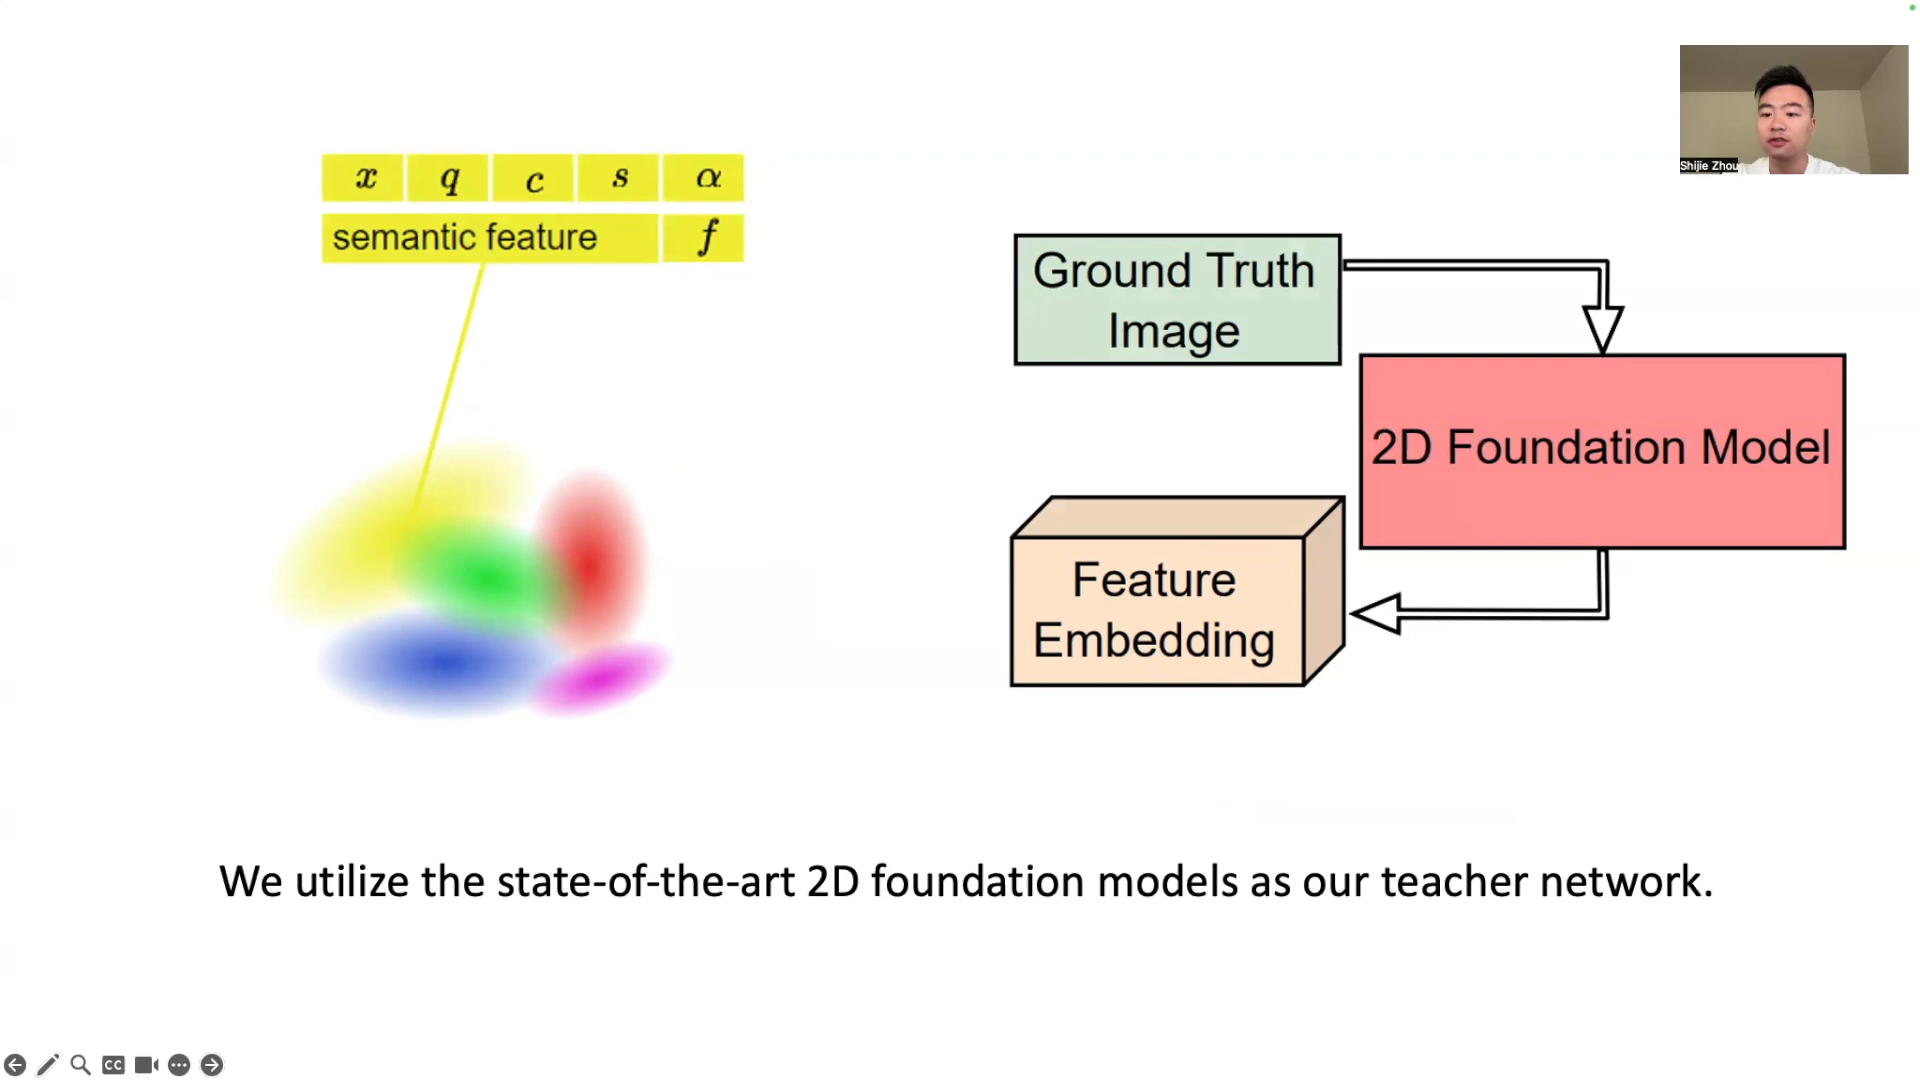 Shijie Zhou
x q c s α
semantic feature f
Ground Truth
Image
2D Foundation Model
Feature
Embedding
We utilize the state-of-the-art 2D foundation models as our teacher network.
CC